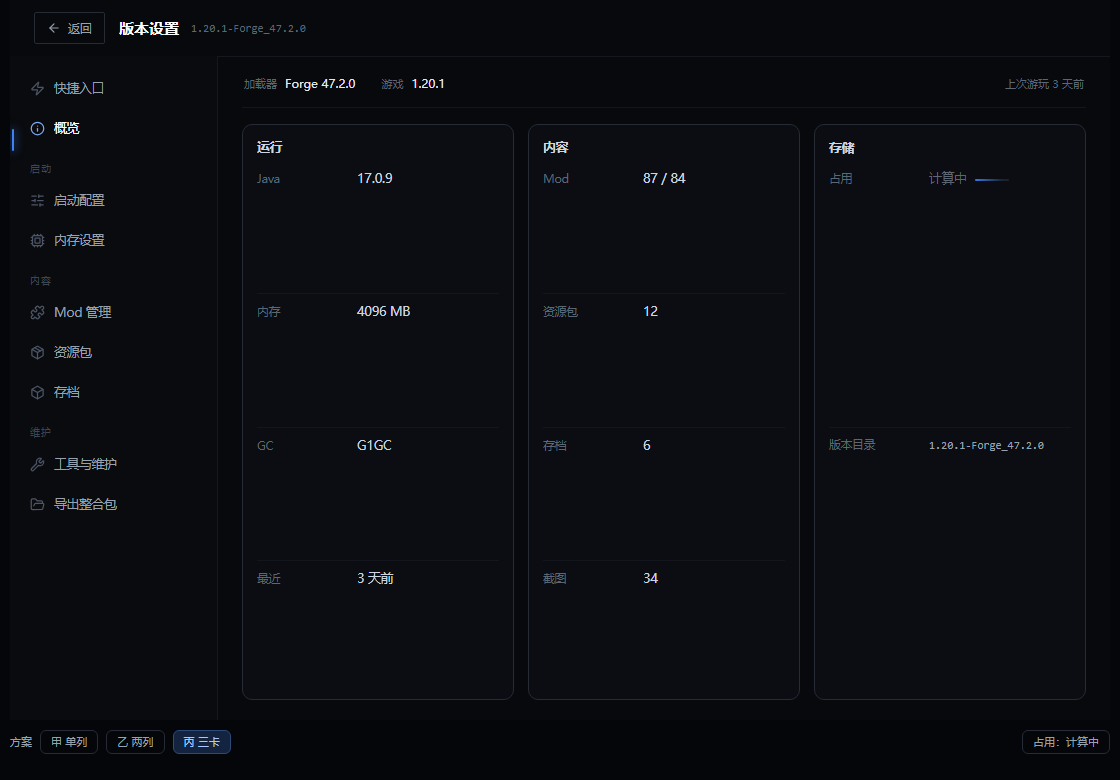 返回 版本设置 1.20.1-Forge_47.2.0
快捷入口
概览
启动
启动配置
内存设置
内容
Mod 管理
资源包
存档
维护
工具与维护
导出整合包
加载器 Forge 47.2.0 游戏 1.20.1 上次游玩 3 天前
运行
Java 17.0.9
内存 4096 MB
GC G1GC
最近 3 天前
内容
Mod 87 / 84
资源包 12
存档 6
截图 34
存储
占用 计算中
版本目录 1.20.1-Forge_47.2.0
方案 甲 单列 乙 两列 丙 三卡 占用：计算中